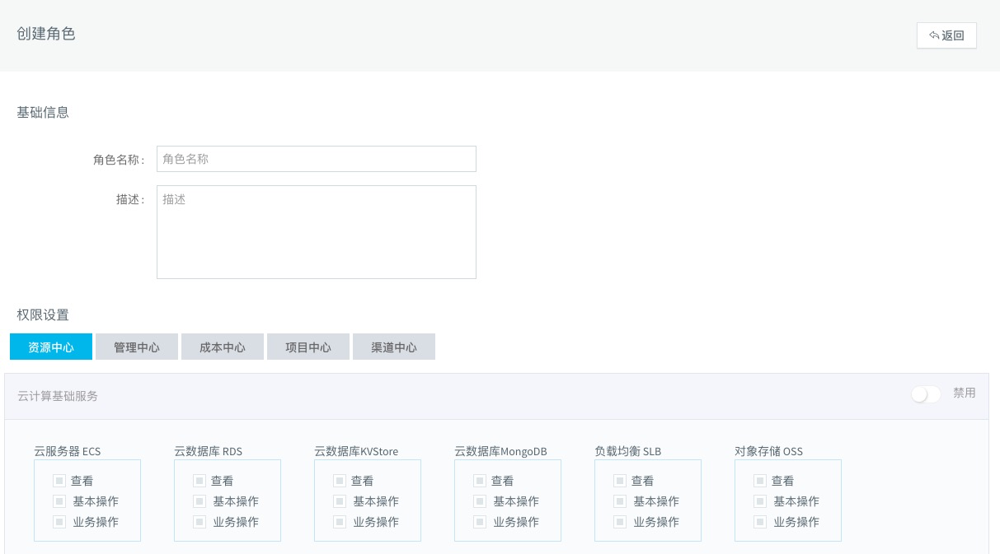 创建角色
返回
基础信息
角色名称 :
角色名称
描述 :
描述
权限设置
资源中心 管理中心 成本中心 项目中心 渠道中心
云计算基础服务 禁用
云服务器 ECS 云数据库 RDS 云数据库KVStore 云数据库MongoDB 负载均衡 SLB 对象存储 OSS
查看 查看 查看 查看 查看 查看
基本操作 基本操作 基本操作 基本操作 基本操作 基本操作
业务操作 业务操作 业务操作 业务操作 业务操作 业务操作